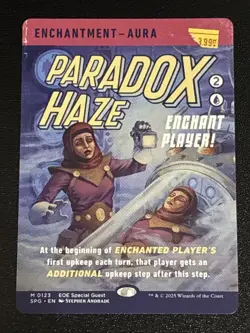 ENCHANTMENT – AURA
3.99C
PARADOX
HAZE
2
ENCHANT
PLAYER!
At the beginning of ENCHANTED PLAYER'S
first upkeep each turn, that player gets an
ADDITIONAL upkeep step after this step.
M 0123 EOE Special Guest
SPG • EN STEPHEN ANDRADE
™ & © 2025 Wizards of the Coast